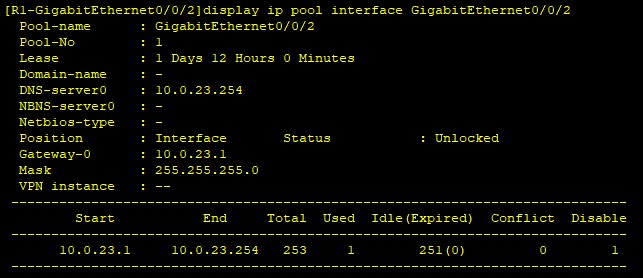 [R1-GigabitEthernet0/0/2]display ip pool interface GigabitEthernet0/0/2
Pool-name : GigabitEthernet0/0/2
Pool-No : 1
Lease : 1 Days 12 Hours 0 Minutes
Domain-name : -
DNS-server0 : 10.0.23.254
NBNS-server0 : -
Netbios-type : -
Position : Interface Status : Unlocked
Gateway-0 : 10.0.23.1
Mask : 255.255.255.0
VPN instance : --
Start End Total Used Idle(Expired) Conflict Disable
10.0.23.1 10.0.23.254 253 1 251(0) 0 1